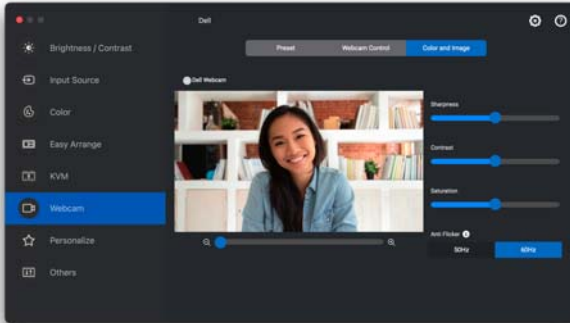 Dell
Brightness / Contrast
Input Source
Color
Easy Arrange
KVM
Webcam
Personalize
Others
Preset
Webcam Control
Color and Image
Dell Webcam
Sharpness
Contrast
Saturation
Anti Flicker
50Hz
60Hz